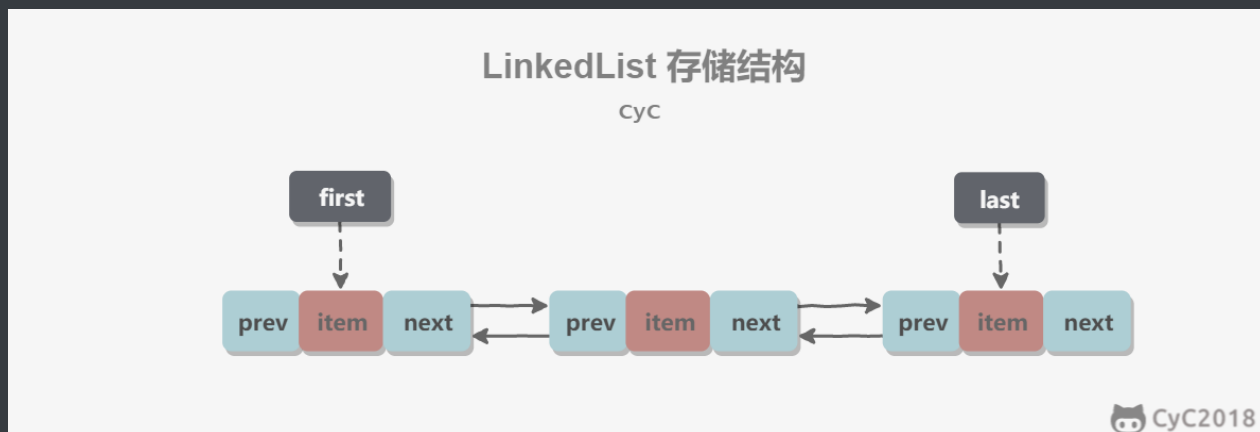 LinkedList 存储结构
CyC
first
last
prev item next
prev item next
prev item next
CyC2018